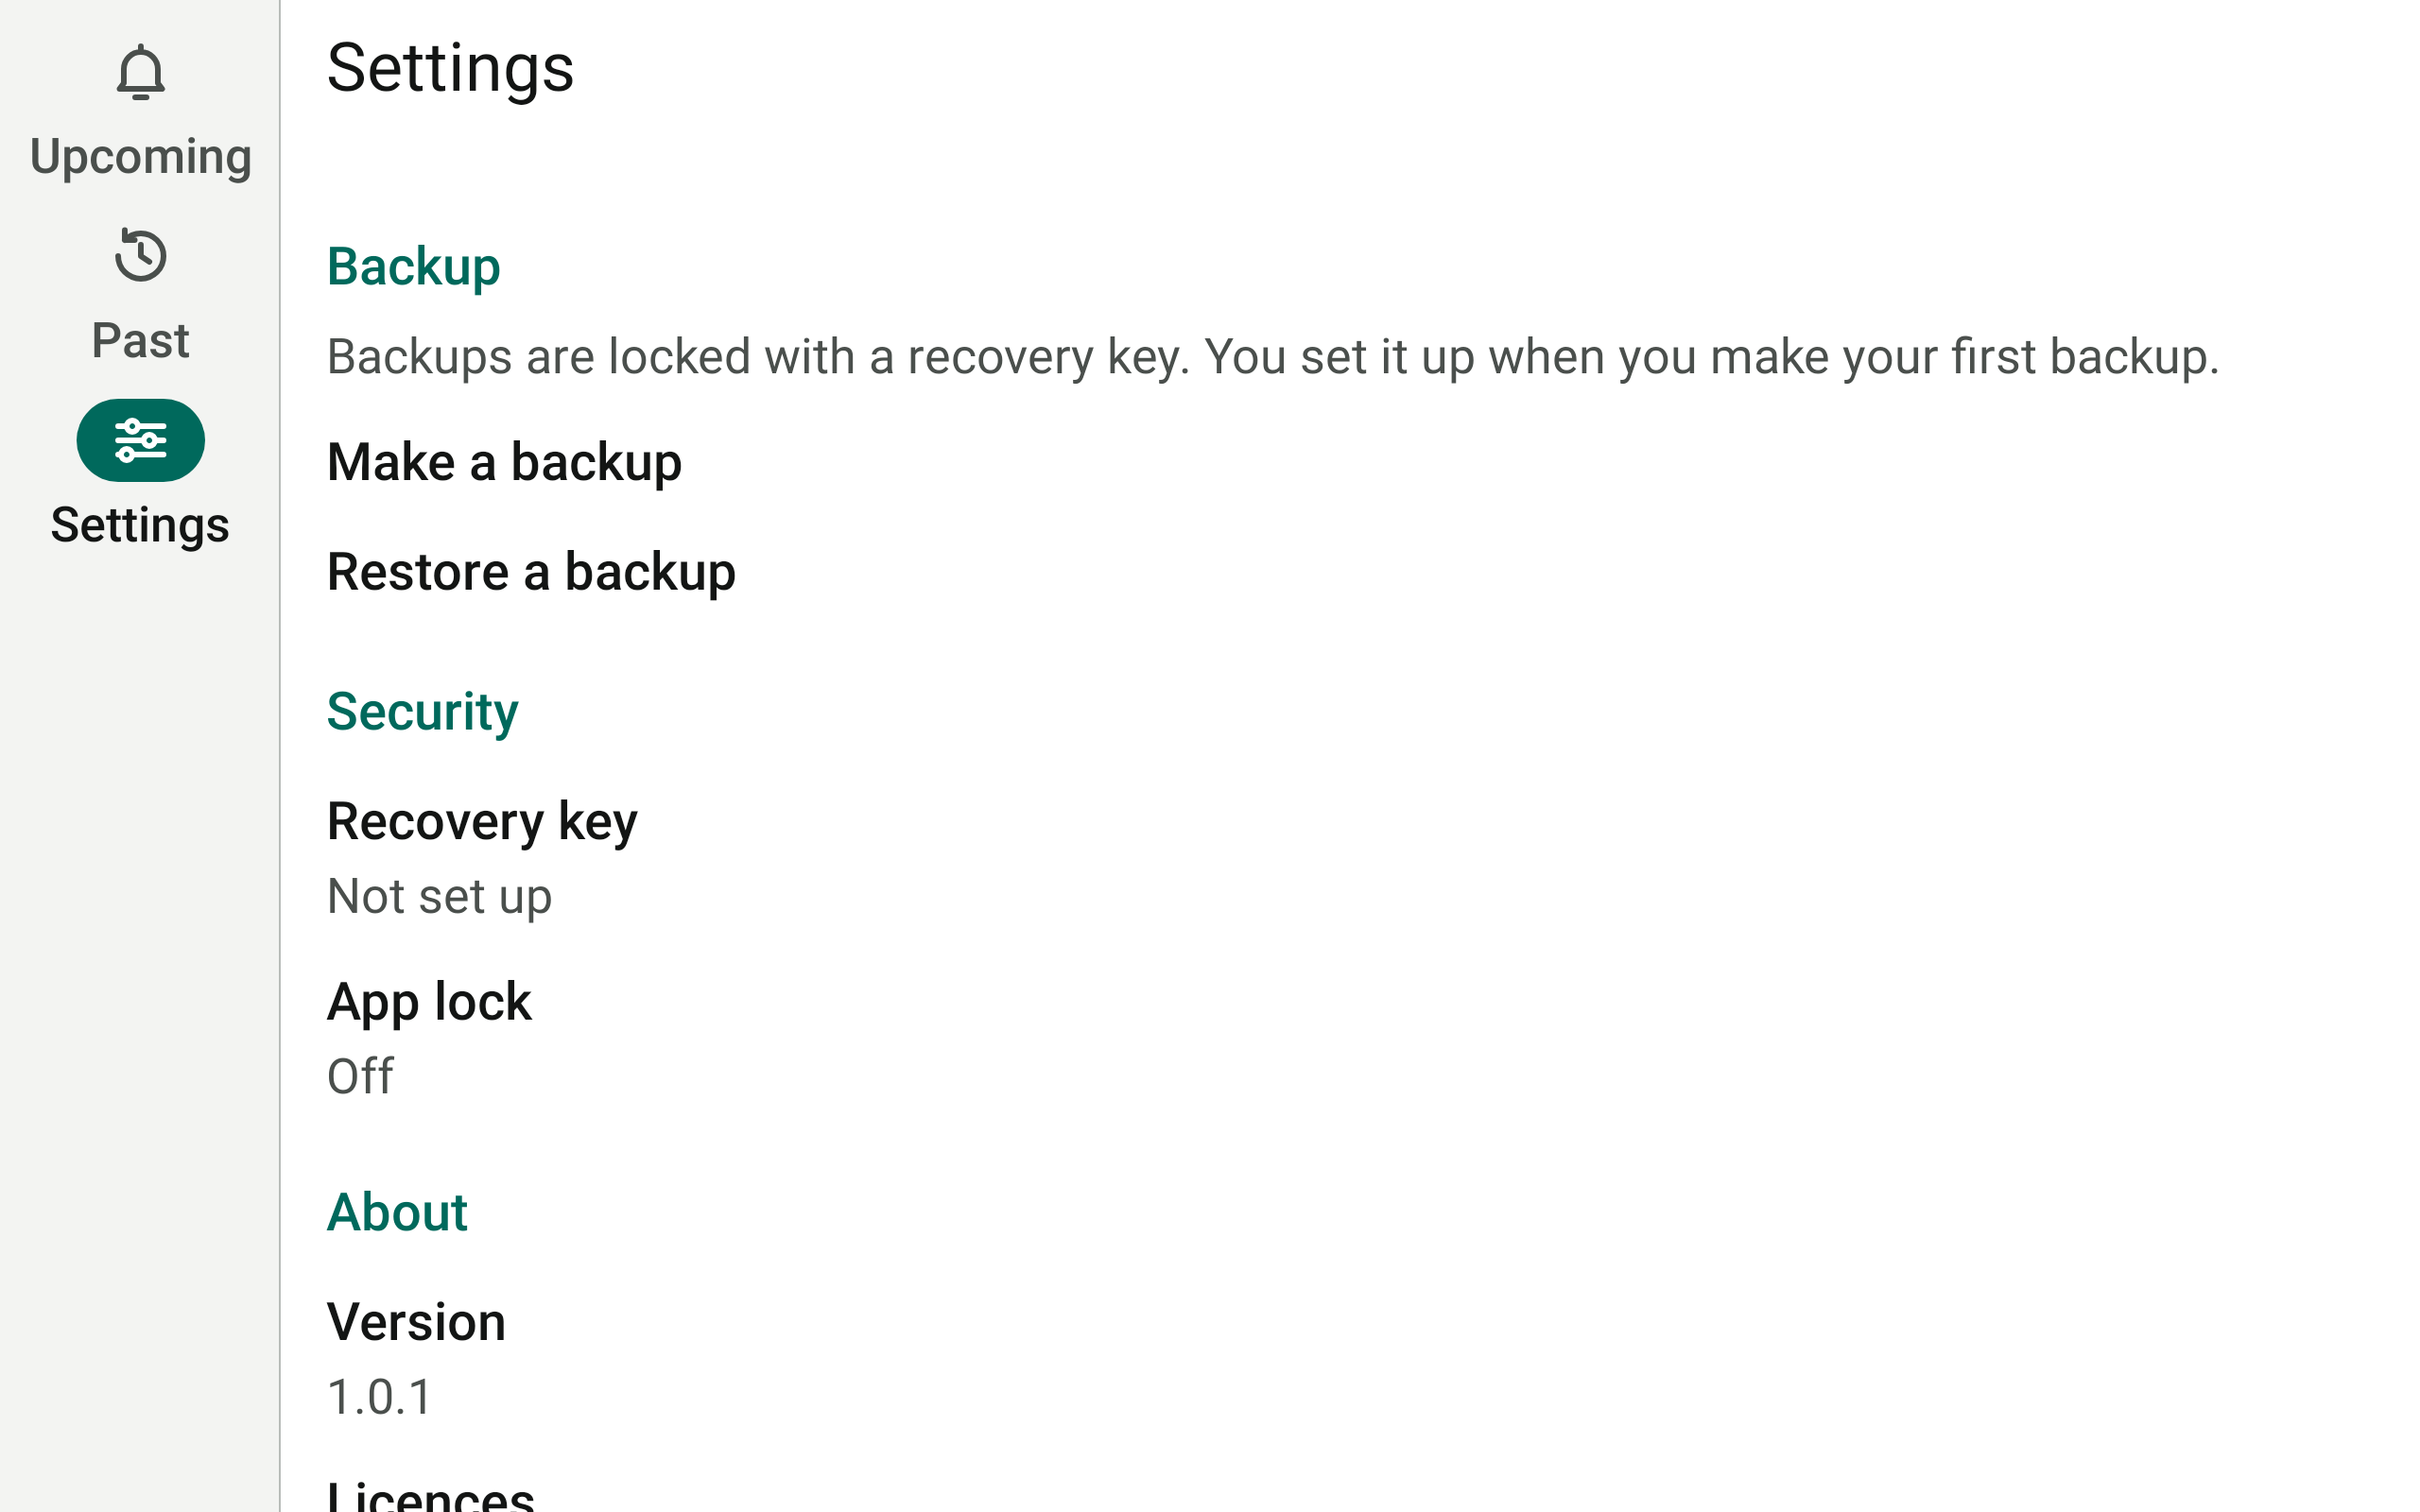 Upcoming
Past
Settings
Settings
Backup
Backups are locked with a recovery key. You set it up when you make your first backup.
Make a backup
Restore a backup
Security
Recovery key
Not set up
App lock
Off
About
Version
1.0.1
Licences